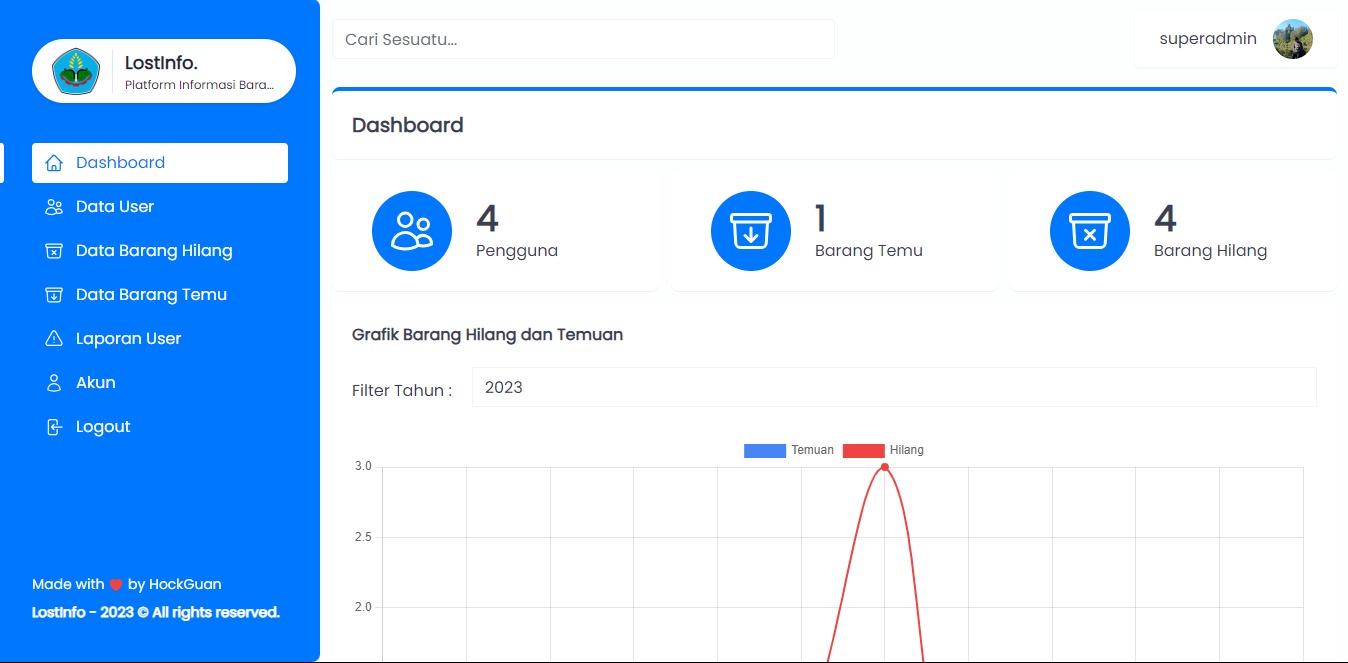 LostInfo.
Platform Informasi Bara...
Dashboard
Data User
Data Barang Hilang
Data Barang Temu
Laporan User
Akun
Logout
Made with ❤ by HockGuan
LostInfo - 2023 © All rights reserved.
Cari Sesuatu...
superadmin
Dashboard
4
Pengguna
1
Barang Temu
4
Barang Hilang
Grafik Barang Hilang dan Temuan
Filter Tahun :
2023
Temuan
Hilang
3.0
2.5
2.0